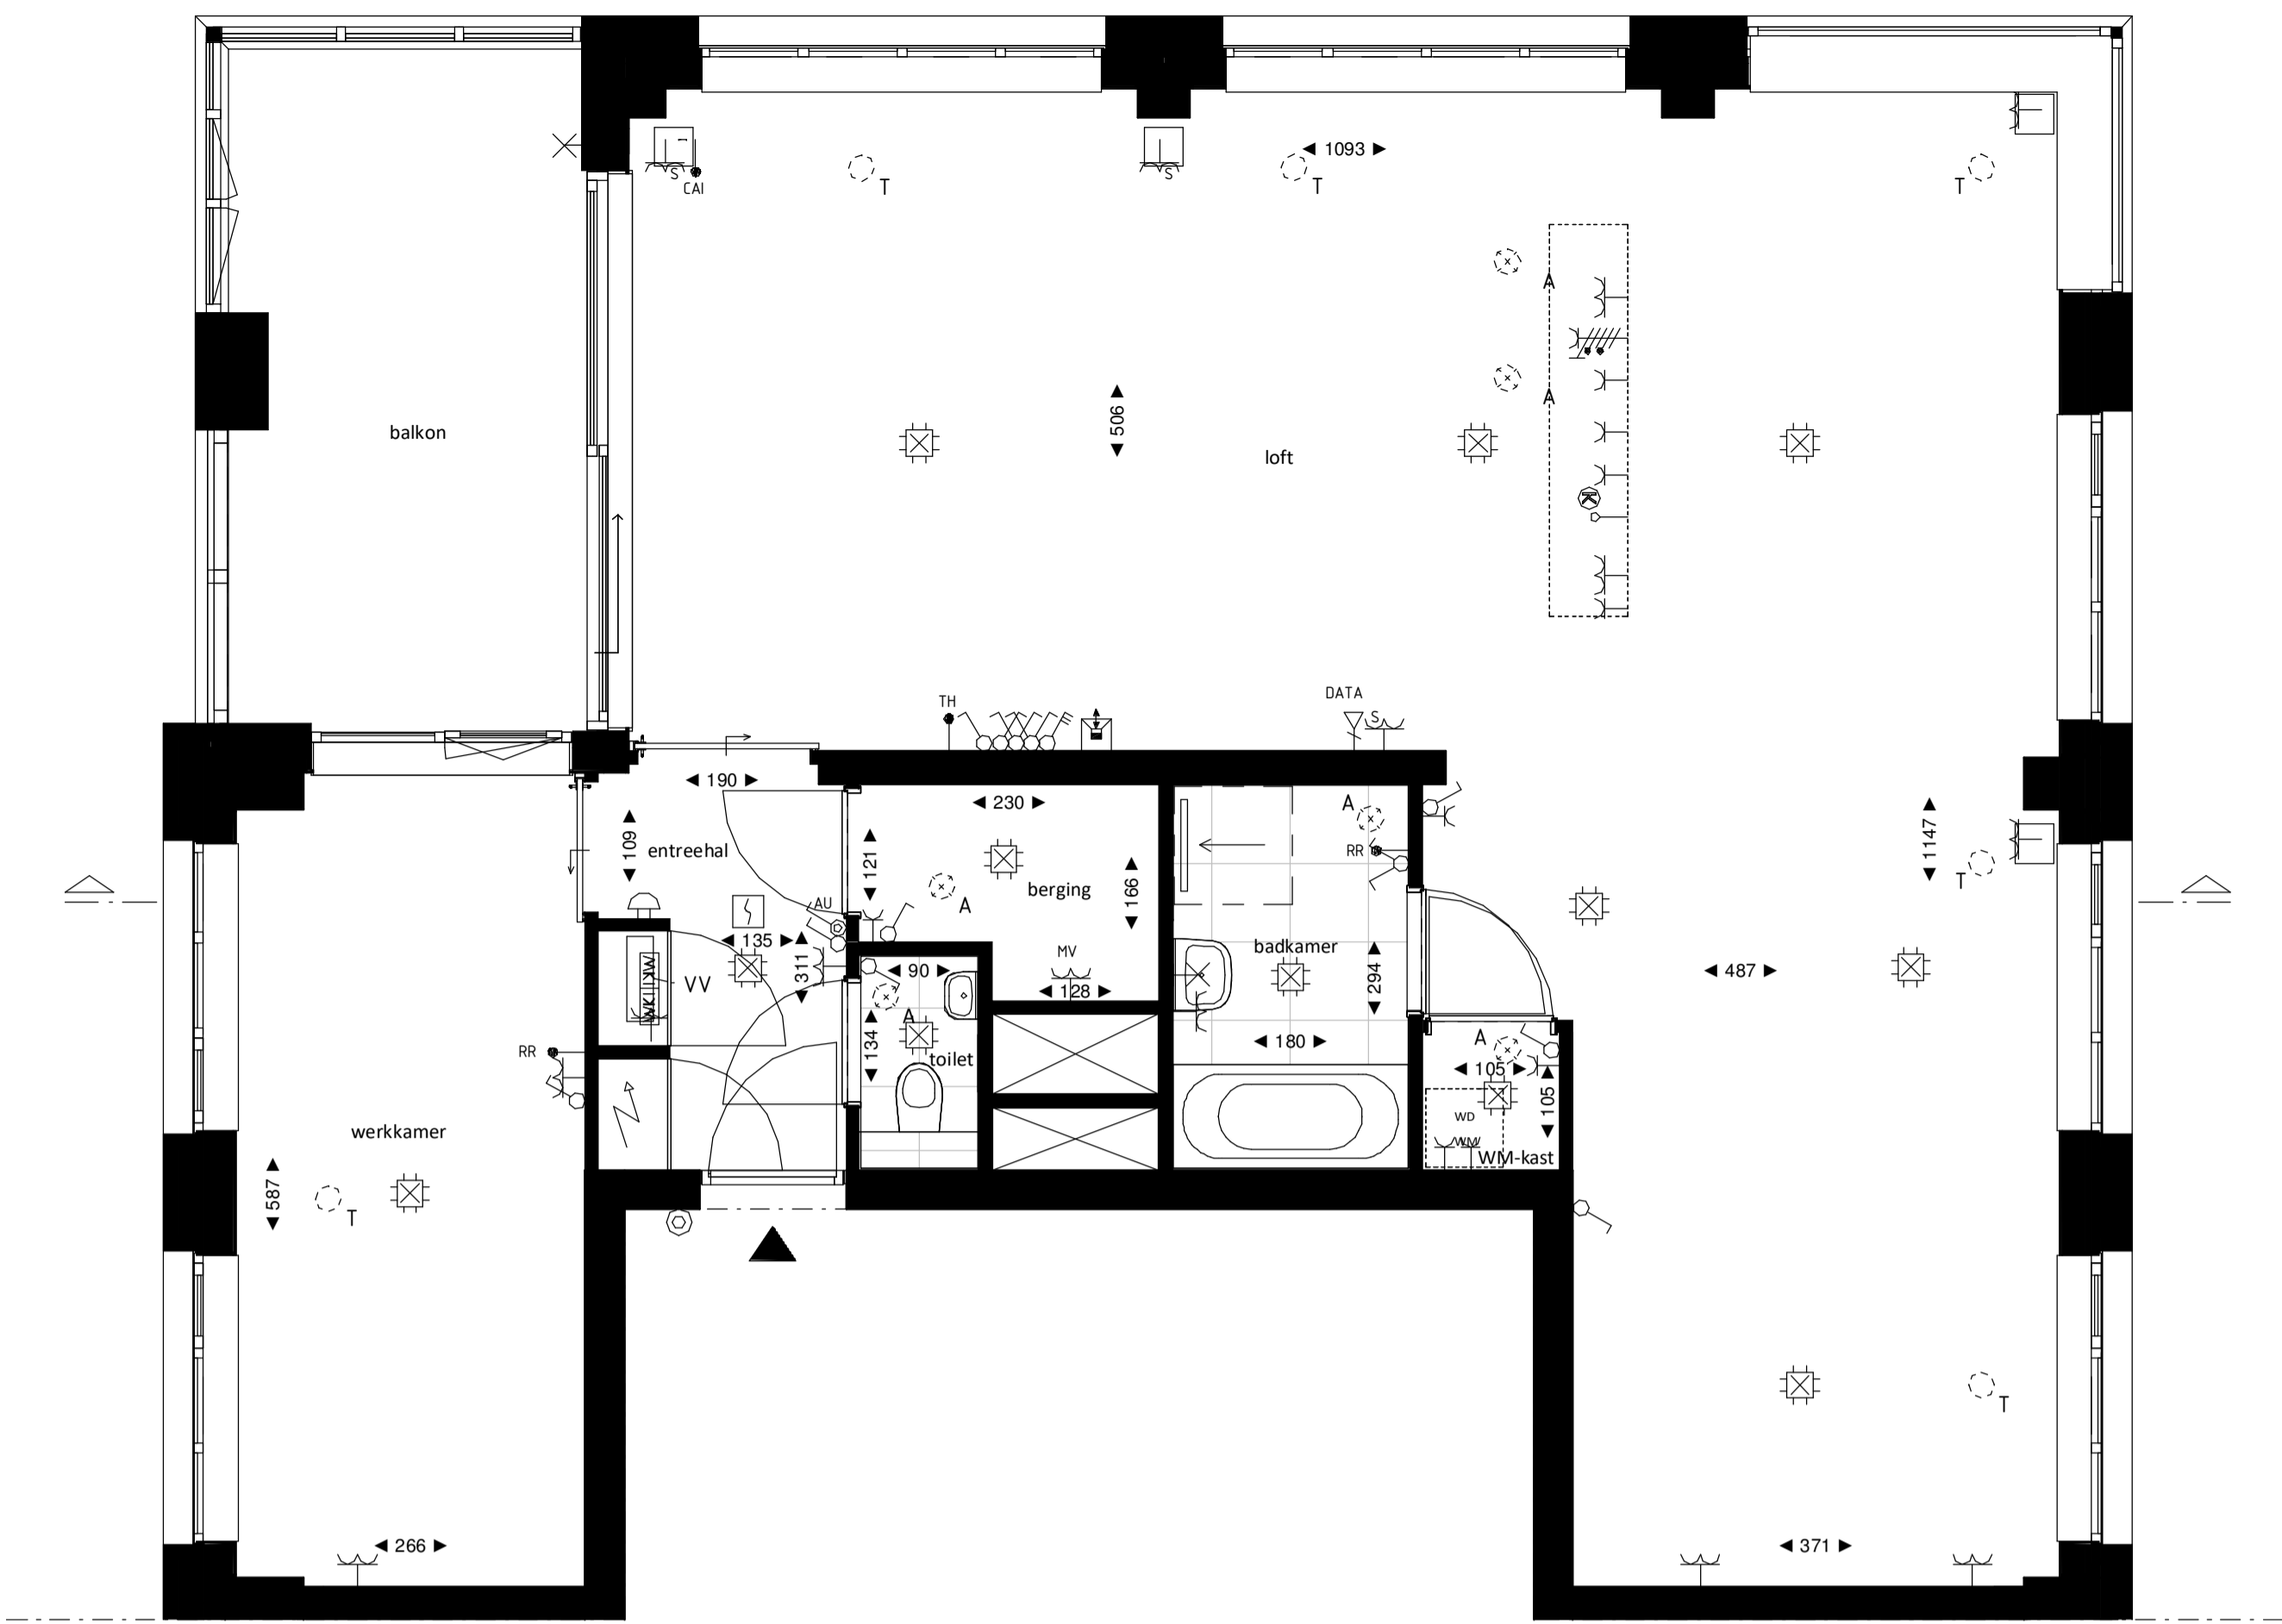 1093
S
CAI
T
S
T
T
A
A
506
balkon
loft
K
TH
DATA
S
190
230
A
109
entreehal
121
166
RR
1147
berging
T
AU
A
135
311
90
MV
badkamer
294
487
VV
128
WKW
WKW
A
134
toilet
180
A
105
105
RR
WD
WM
WM-kast
werkkamer
587
T
T
266
371